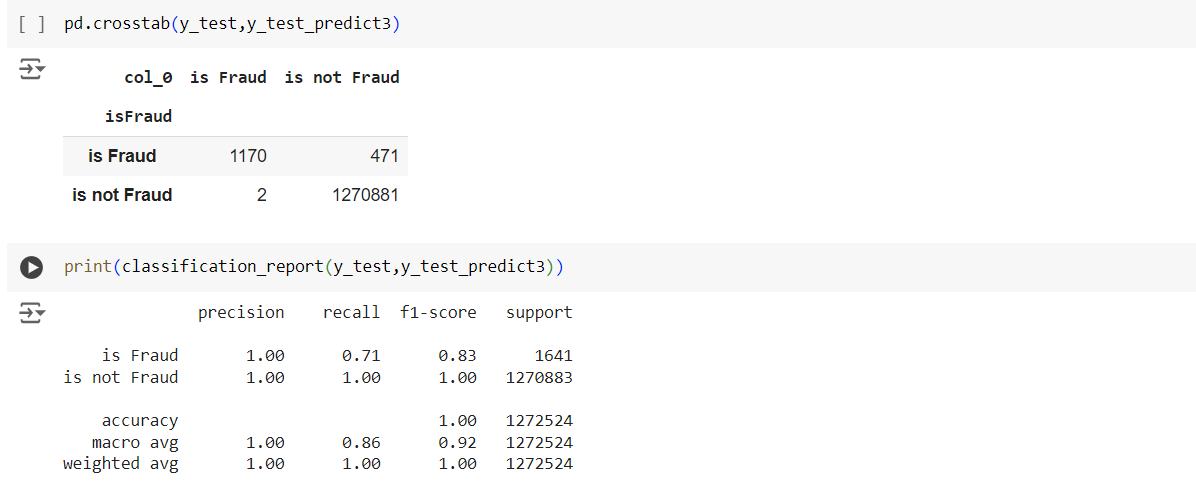 [ ] pd.crosstab(y_test,y_test_predict3)
col_0 is Fraud is not Fraud
isFraud
is Fraud 1170 471
is not Fraud 2 1270881
print(classification_report(y_test,y_test_predict3))
precision recall f1-score support
is Fraud 1.00 0.71 0.83 1641
is not Fraud 1.00 1.00 1.00 1270883
accuracy 1.00 1272524
macro avg 1.00 0.86 0.92 1272524
weighted avg 1.00 1.00 1.00 1272524